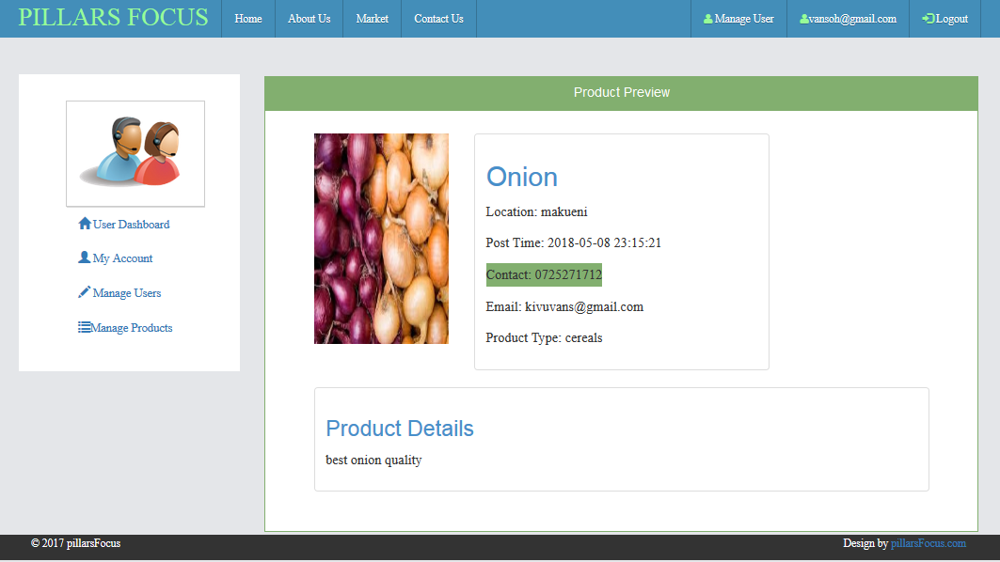 PILLARS FOCUS Home About Us Market Contact Us Manage User vansoh@gmail.com Logout
Product Preview
User Dashboard
My Account
Manage Users
Manage Products
Onion
Location: makueni
Post Time: 2018-05-08 23:15:21
Contact: 0725271712
Email: kivuvans@gmail.com
Product Type: cereals
Product Details
best onion quality
© 2017 pillarsFocus
Design by pillarsFocus.com